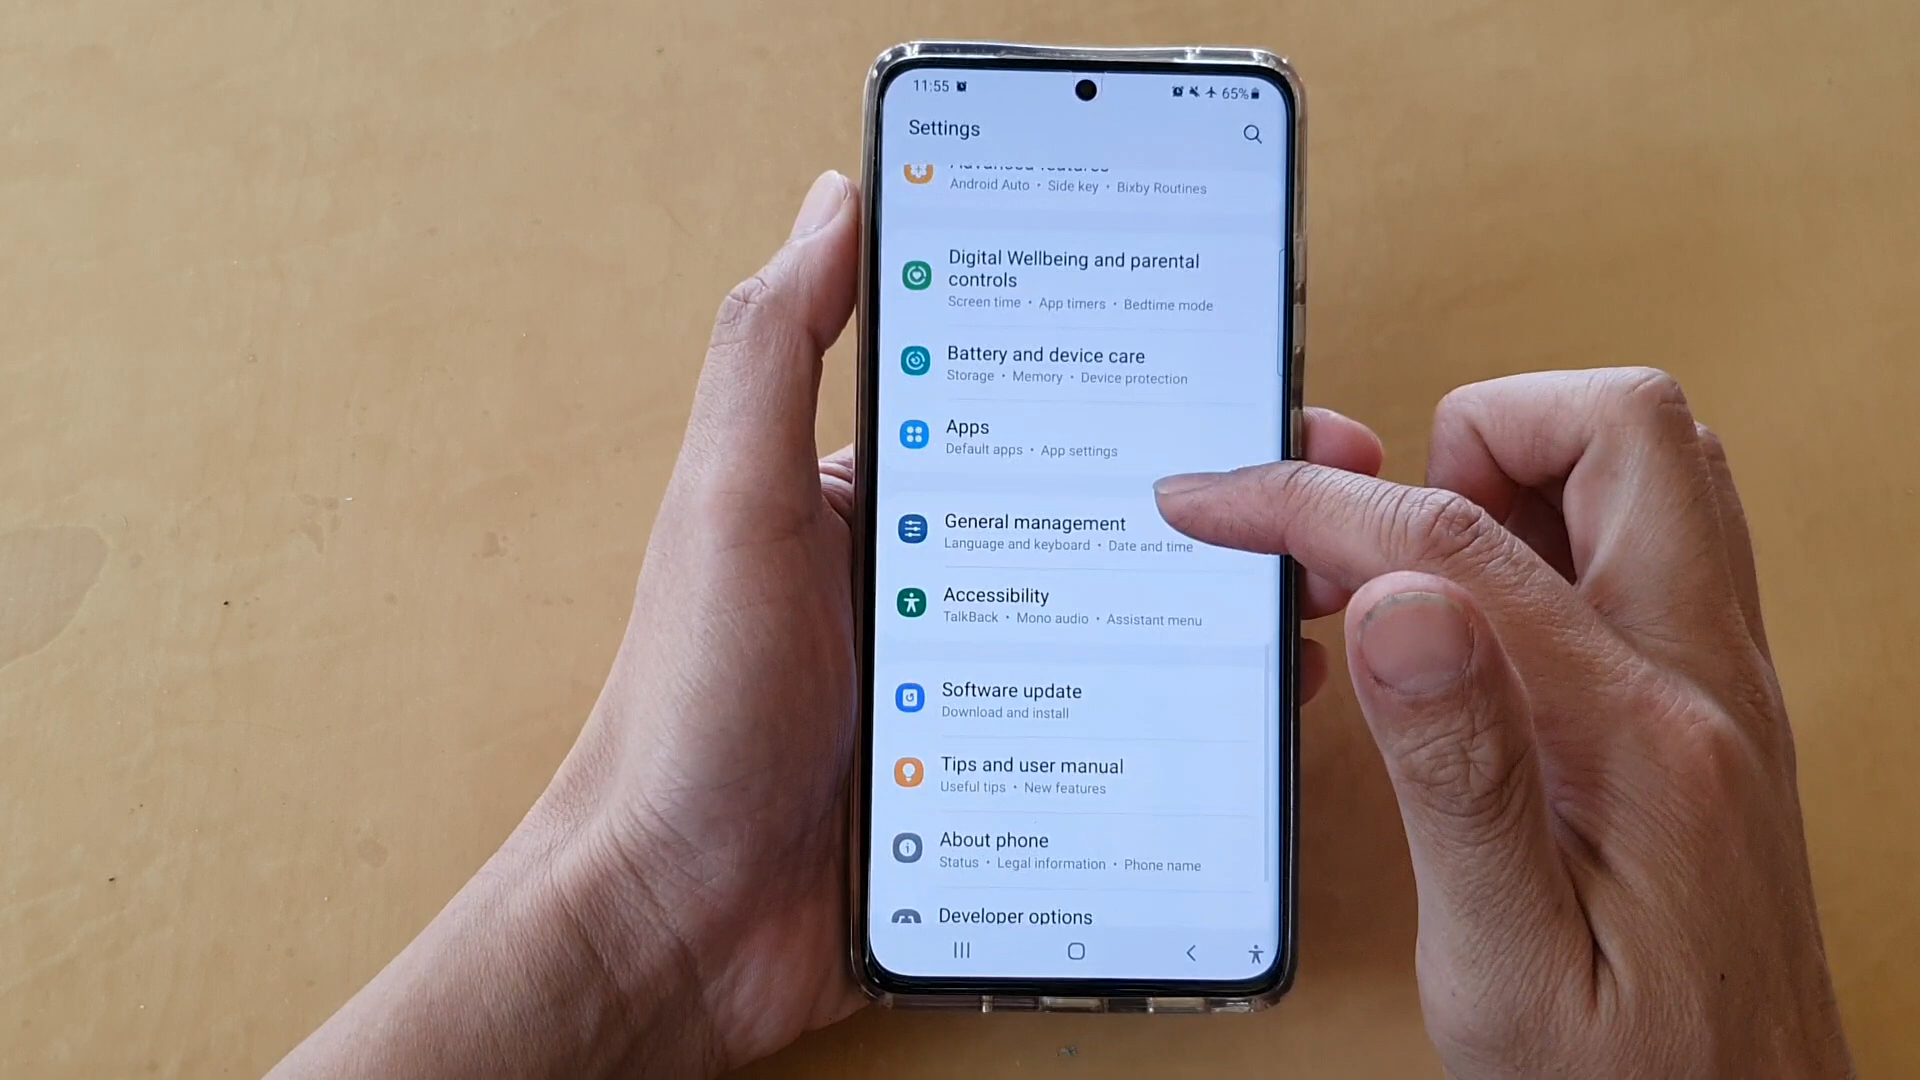 11:55
65%
Settings
Advanced features
Android Auto • Side key • Bixby Routines
Digital Wellbeing and parental
controls
Screen time • App timers • Bedtime mode
Battery and device care
Storage • Memory • Device protection
Apps
Default apps • App settings
General management
Language and keyboard • Date and time
Accessibility
TalkBack • Mono audio • Assistant menu
Software update
Download and install
Tips and user manual
Useful tips • New features
About phone
Status • Legal information • Phone name
Developer options